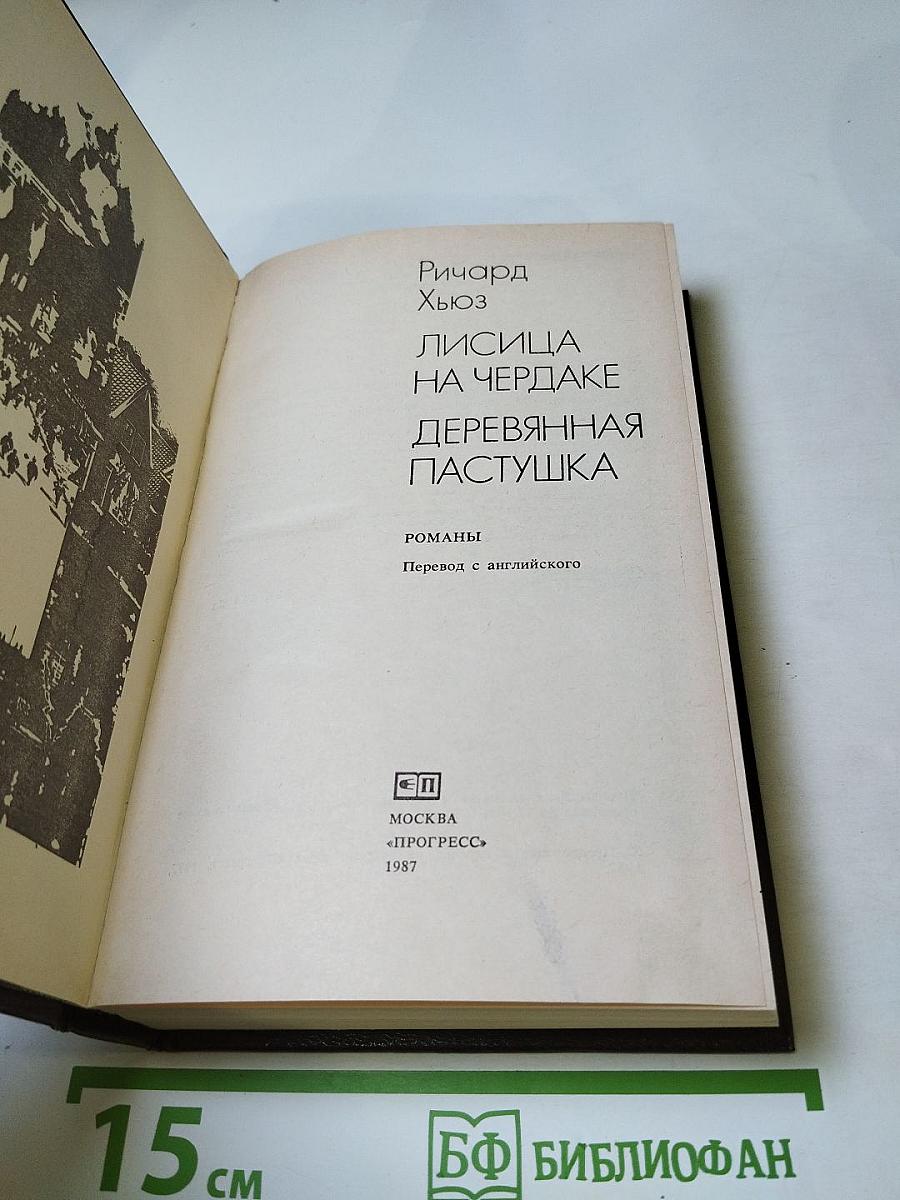 Ричард
Хьюз
ЛИСИЦА
НА ЧЕРДАКЕ
ДЕРЕВЯННАЯ
ПАСТУШКА
РОМАНЫ
Перевод с английского
П
МОСКВА
«ПРОГРЕСС»
1987
15 см
БФ БИБЛИОФАН